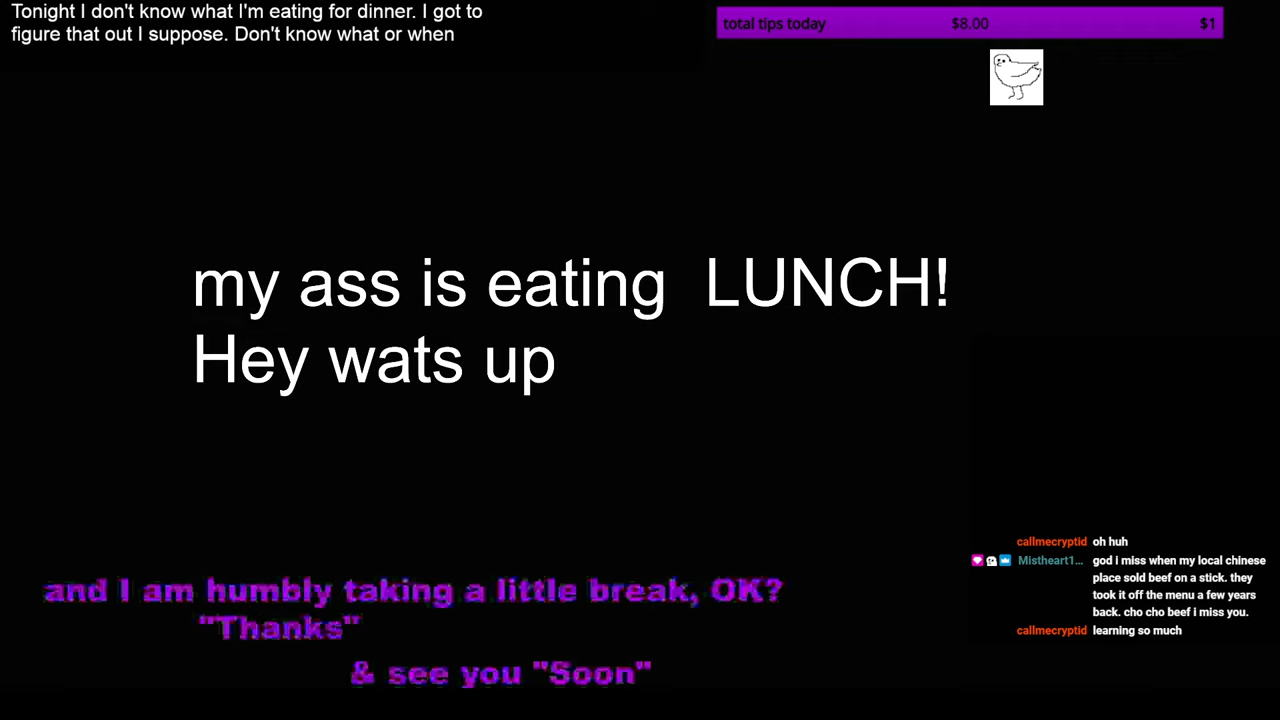 Tonight I don't know what I'm eating for dinner. I got to
figure that out I suppose. Don't know what or when
total tips today $8.00 $1
my ass is eating  LUNCH!
Hey wats up
and I am humbly taking a little break, OK?
"Thanks"
& see you "Soon"
callmecryptid oh huh
Mistheart1... god i miss when my local chinese
place sold beef on a stick. they
took it off the menu a few years
back. cho cho beef i miss you.
callmecryptid learning so much